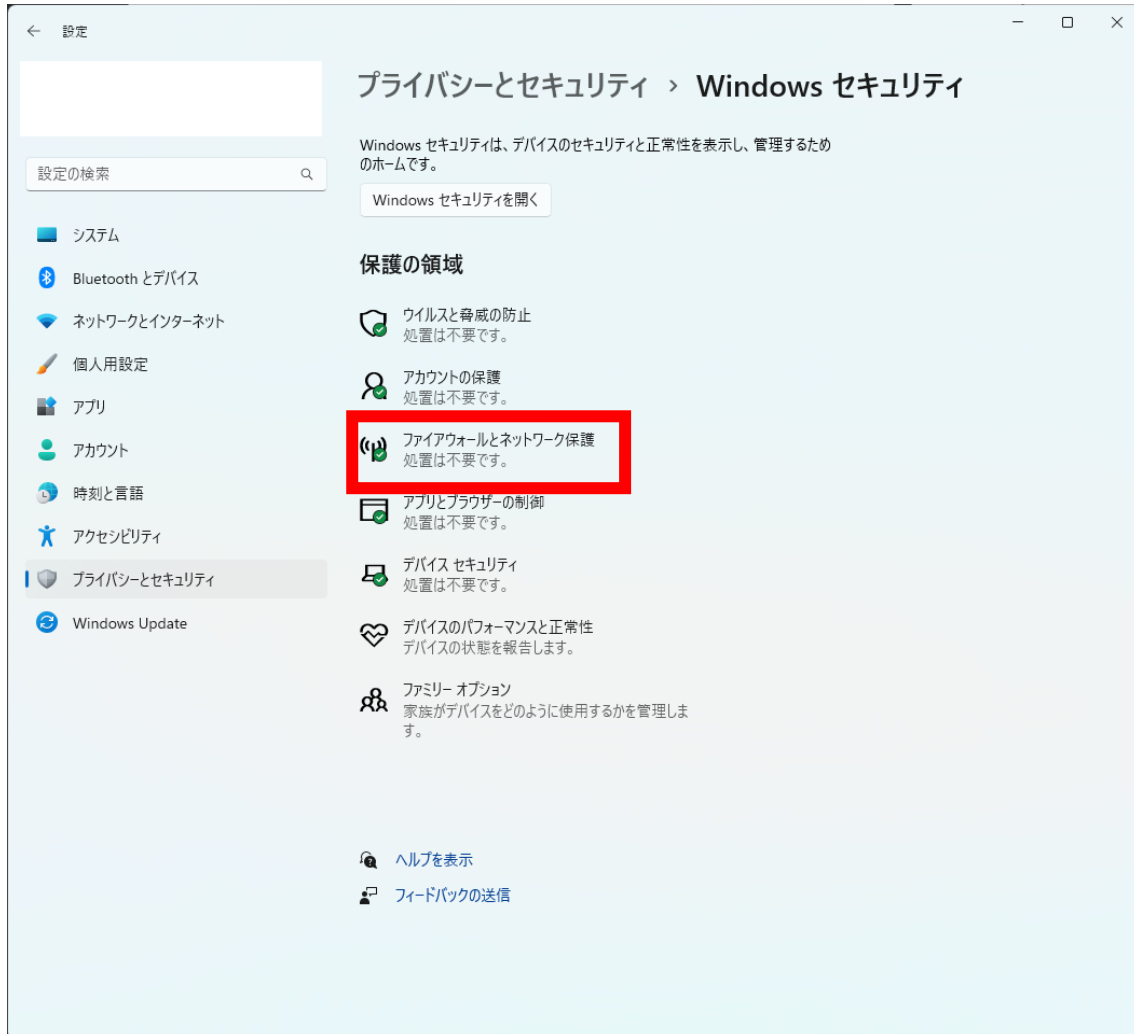 設定
プライバシーとセキュリティ › Windows セキュリティ
Windows セキュリティは、デバイスのセキュリティと正常性を表示し、管理するため
のホームです。
Windows セキュリティを開く
設定の検索
システム
Bluetooth とデバイス
ネットワークとインターネット
個人用設定
アプリ
アカウント
時刻と言語
アクセシビリティ
プライバシーとセキュリティ
Windows Update
保護の領域
ウイルスと脅威の防止
処置は不要です。
アカウントの保護
処置は不要です。
ファイアウォールとネットワーク保護
処置は不要です。
アプリとブラウザーの制御
処置は不要です。
デバイス セキュリティ
処置は不要です。
デバイスのパフォーマンスと正常性
デバイスの状態を報告します。
ファミリー オプション
家族がデバイスをどのように使用するかを管理しま
す。
ヘルプを表示
フィードバックの送信